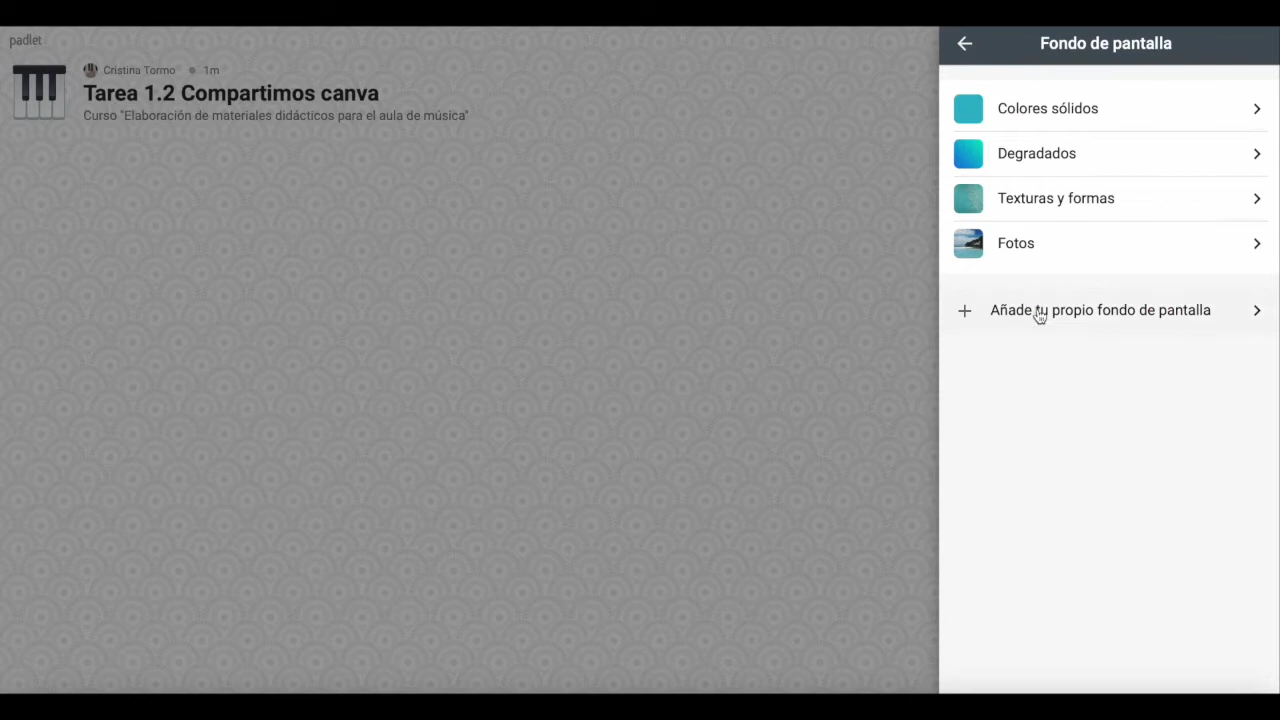 padlet
Cristina Tormo • 1m
Tarea 1.2 Compartimos canva
Curso "Elaboración de materiales didácticos para el aula de música"
Fondo de pantalla
Colores sólidos
Degradados
Texturas y formas
Fotos
Añade tu propio fondo de pantalla